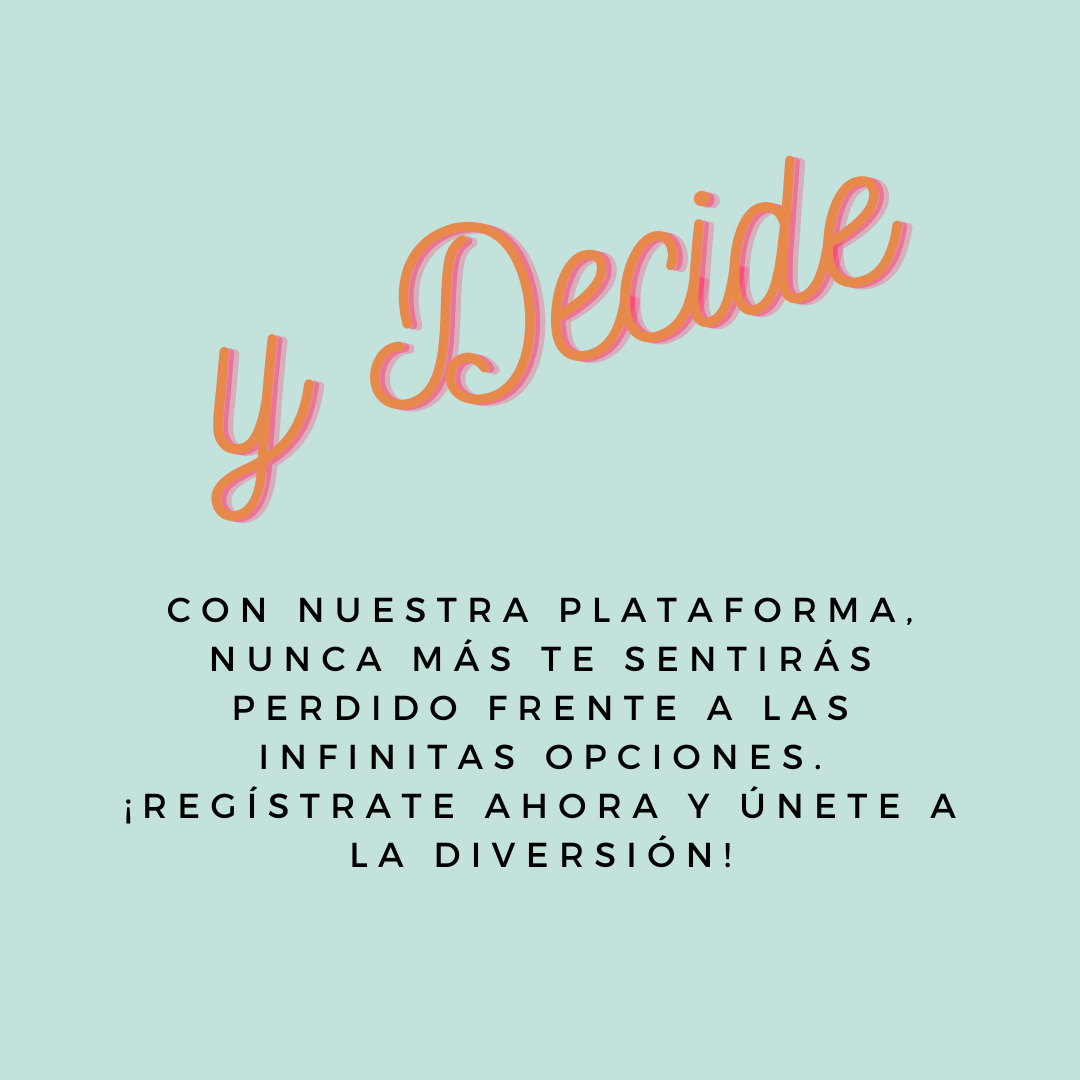 y Decide
CON NUESTRA PLATAFORMA,
NUNCA MÁS TE SENTIRÁS
PERDIDO FRENTE A LAS
INFINITAS OPCIONES.
¡REGÍSTRATE AHORA Y ÚNETE A
LA DIVERSIÓN!